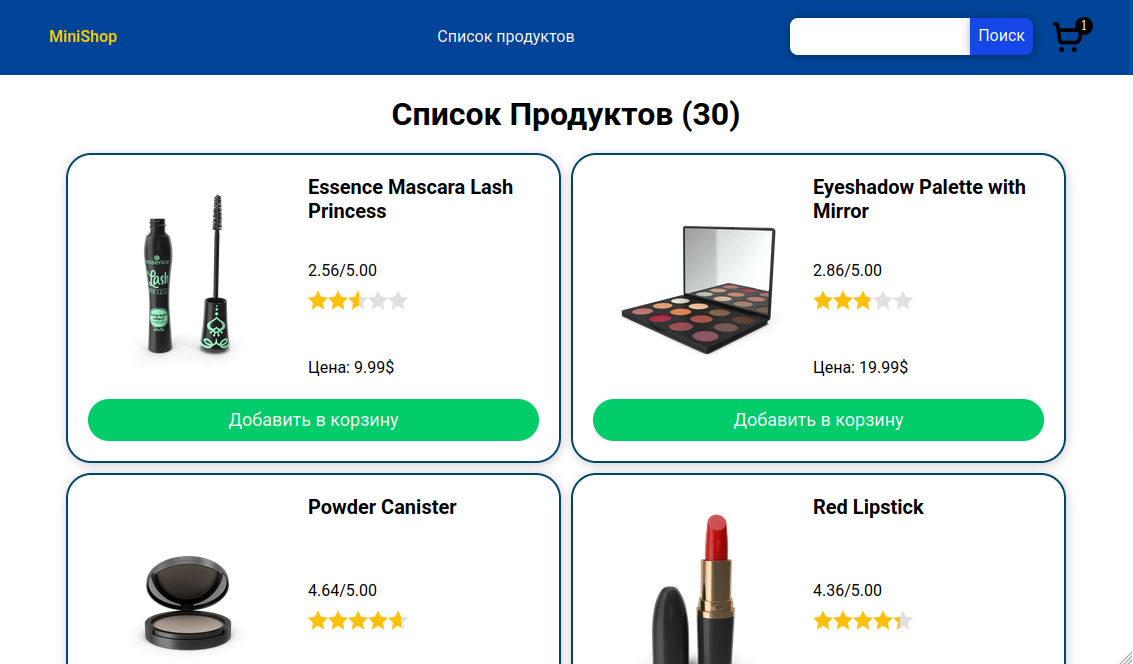 MiniShop
Список продуктов
Поиск
1
Список Продуктов (30)
Essence Mascara Lash
Princess
2.56/5.00
Цена: 9.99$
Добавить в корзину
essence
Lash
PRINCESS
Eyeshadow Palette with
Mirror
2.86/5.00
Цена: 19.99$
Добавить в корзину
Powder Canister
4.64/5.00
Red Lipstick
4.36/5.00